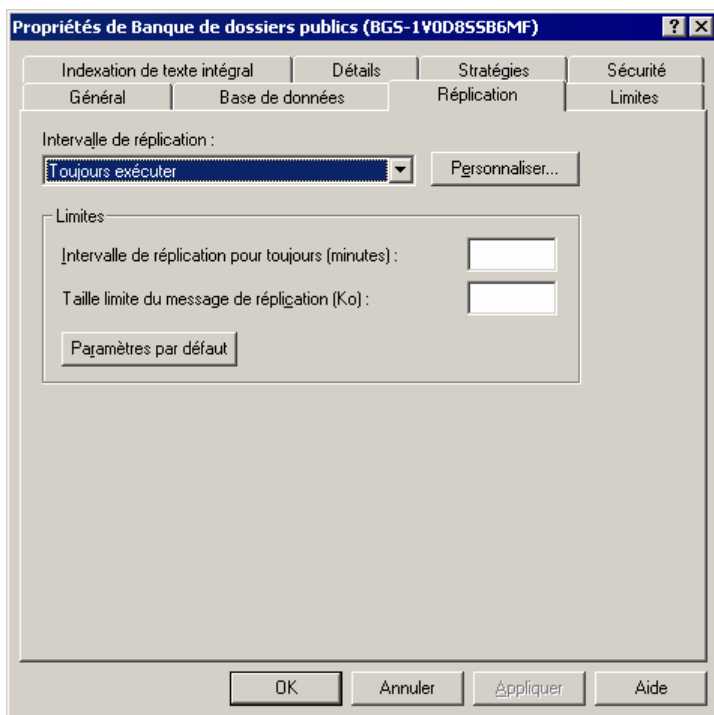 Propriétés de Banque de dossiers publics (BGS-1V0D8SSB6MF)
Indexation de texte intégral Détails Stratégies Sécurité
Général Base de données Réplication Limites
Intervalle de réplication :
Toujours exécuter Personnaliser...
Limites
Intervalle de réplication pour toujours (minutes) :
Taille limite du message de réplication (Ko) :
Paramètres par défaut
OK Annuler Appliquer Aide